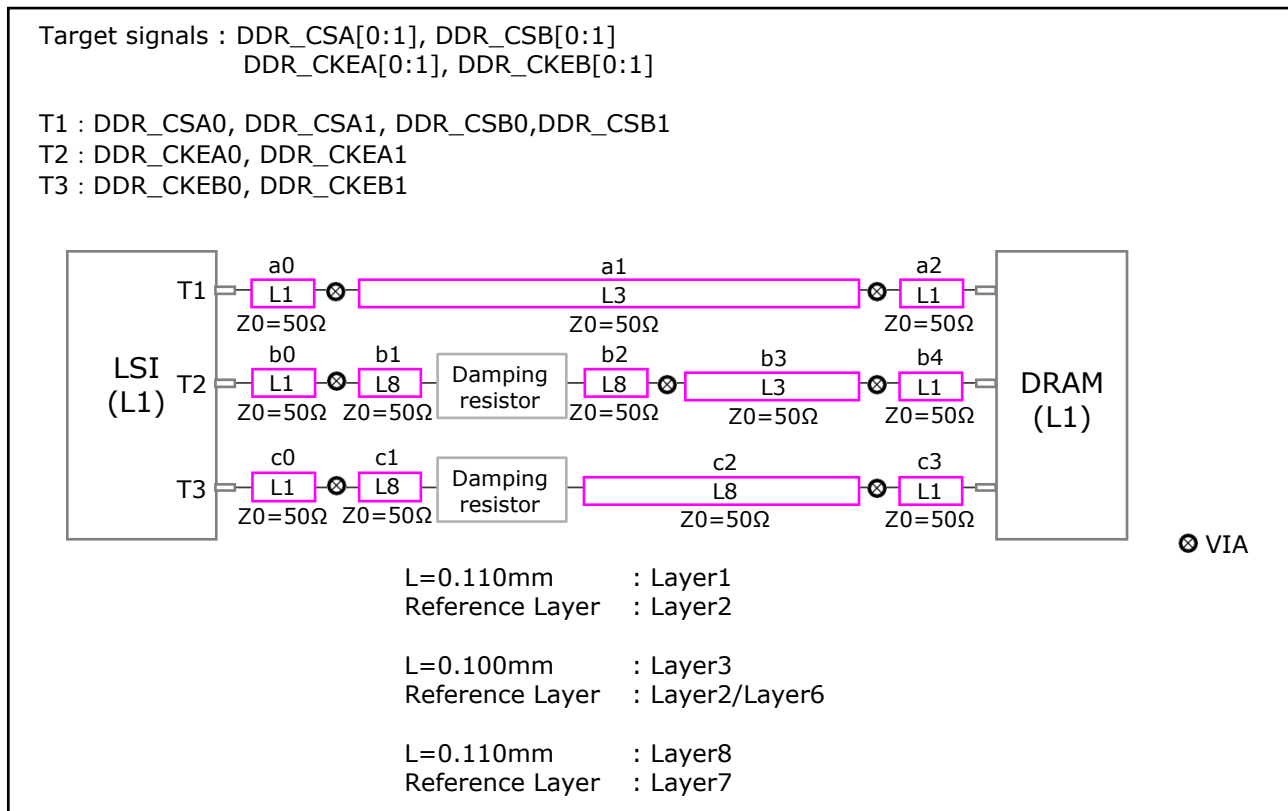 Target signals : DDR_CSA[0:1], DDR_CSB[0:1]
DDR_CKEA[0:1], DDR_CKEB[0:1]
T1 : DDR_CSA0, DDR_CSA1, DDR_CSB0,DDR_CSB1
T2 : DDR_CKEA0, DDR_CKEA1
T3 : DDR_CKEB0, DDR_CKEB1
a0 a1 a2
T1 L1 L3 L1
Z0=50Ω Z0=50Ω Z0=50Ω
b0 b1 b2 b3 b4
LSI
(L1)
T2 L1 L8 Damping
resistor L8 L3 L1
Z0=50Ω Z0=50Ω Z0=50Ω Z0=50Ω Z0=50Ω
DRAM
(L1)
c0 c1 c2 c3
T3 L1 L8 Damping
resistor L8 L1
Z0=50Ω Z0=50Ω Z0=50Ω Z0=50Ω
VIA
L=0.110mm : Layer1
Reference Layer : Layer2
L=0.100mm : Layer3
Reference Layer : Layer2/Layer6
L=0.110mm : Layer8
Reference Layer : Layer7